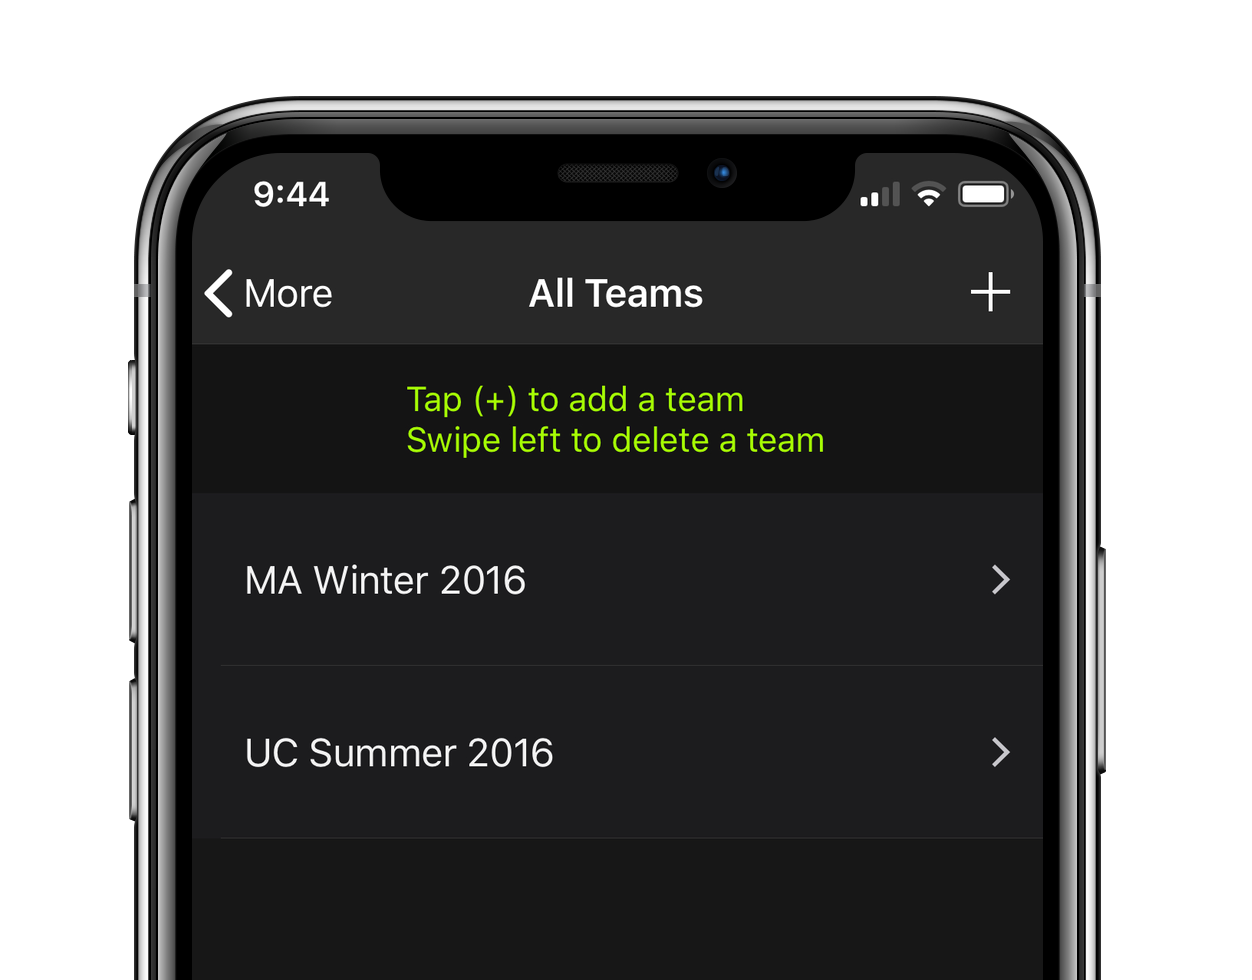 9:44
More
All Teams
Tap (+) to add a team
Swipe left to delete a team
MA Winter 2016
UC Summer 2016